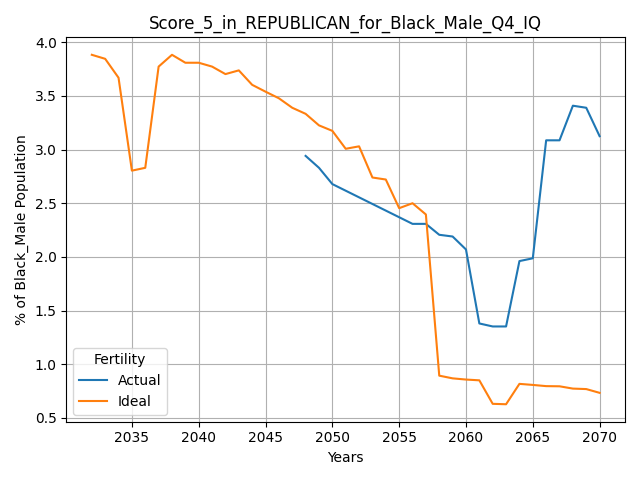 Score_5_in_REPUBLICAN_for_Black_Male_Q4_IQ
% of Black_Male Population
4.0
3.5
3.0
2.5
2.0
1.5
1.0
0.5
Fertility
Actual
Ideal
2035 2040 2045 2050 2055 2060 2065 2070
Years